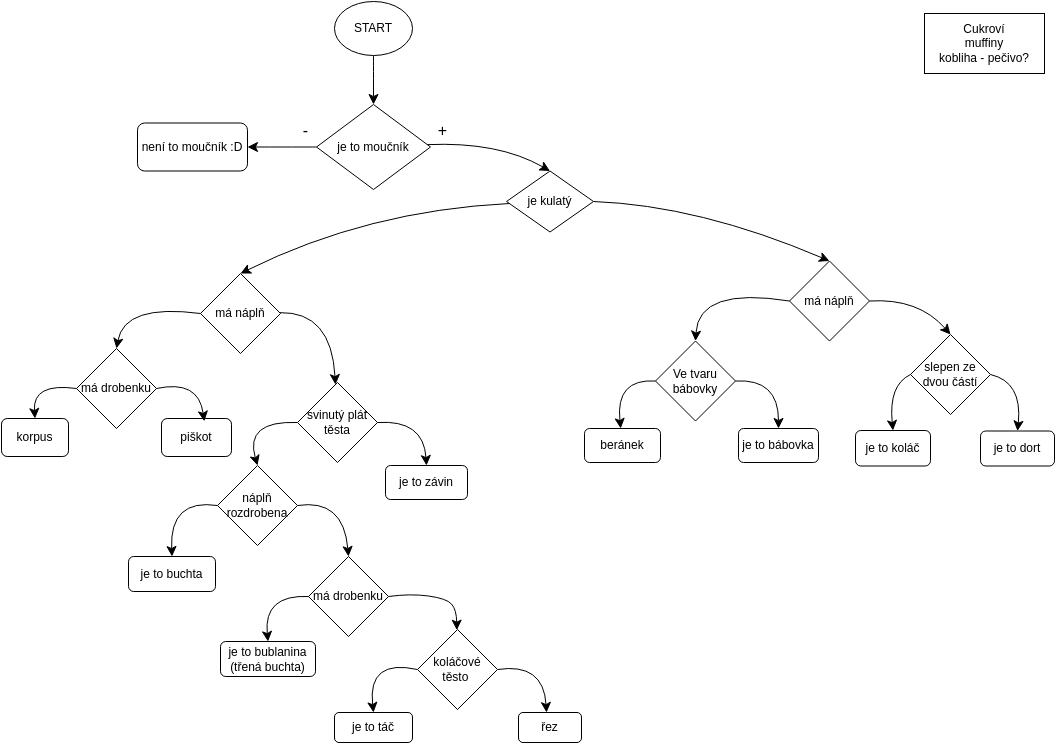 START
Cukroví
muffiny
kobliha - pečivo?
-
+
není to moučník :D
je to moučník
je kulatý
má náplň
má náplň
má drobenku
svinutý plát
těsta
Ve tvaru
bábovky
slepen ze
dvou částí
korpus
piškot
je to závin
beránek
je to bábovka
je to koláč
je to dort
náplň
rozdrobena
je to buchta
má drobenku
je to bublanina
(třená buchta)
koláčové
těsto
je to táč
řez